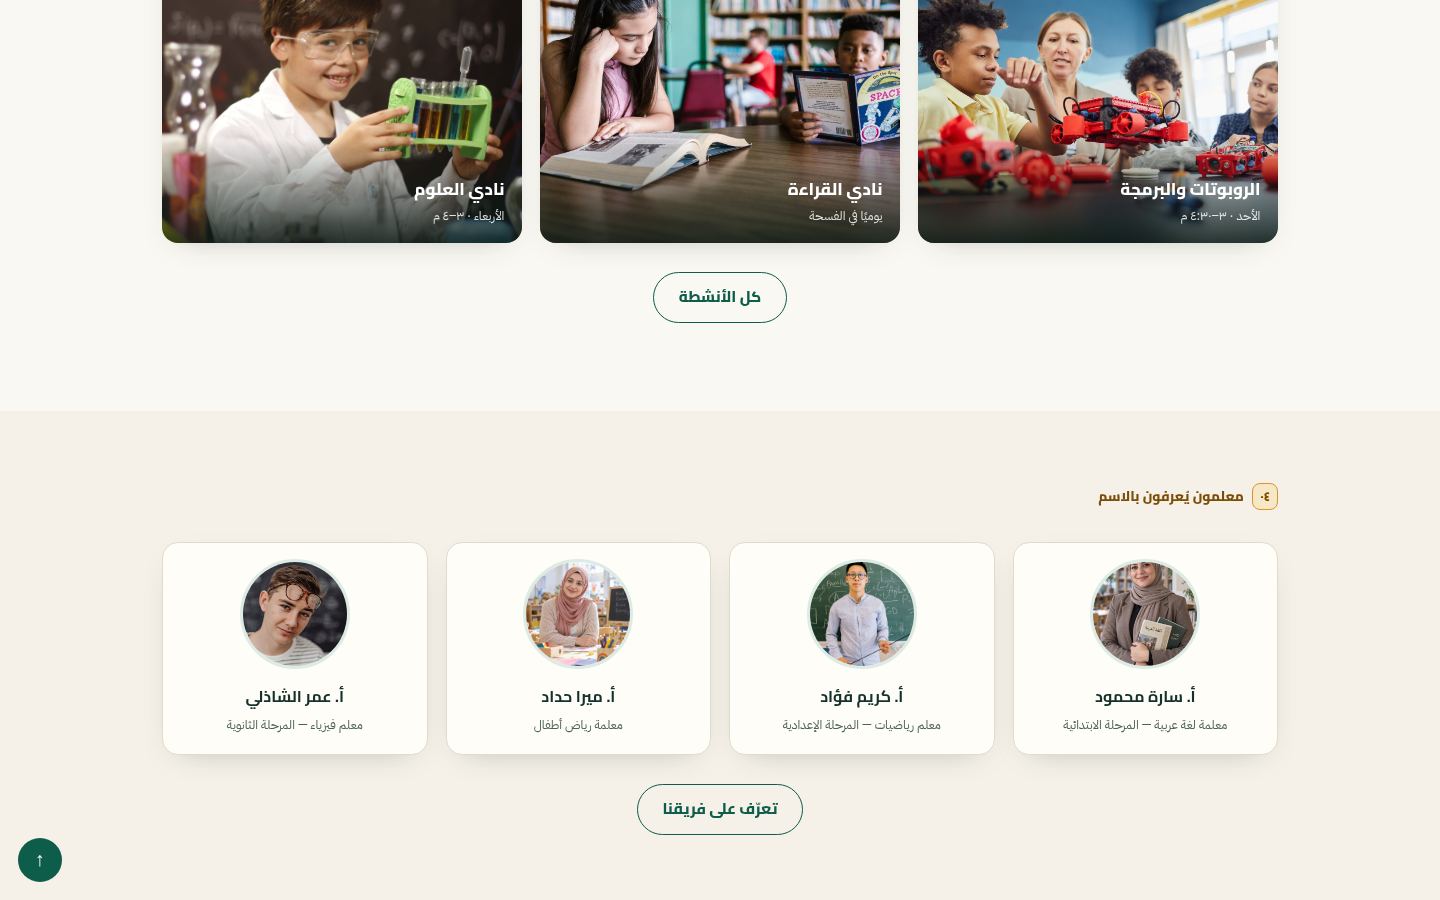 الروبوتات والبرمجة
الأحد · ٣–٤:٣٠ م
نادي القراءة
يوميًا في الفسحة
نادي العلوم
الأربعاء · ٣–٤ م
SPACE
كل الأنشطة
٠٤
معلمون يُعرفون بالاسم
أ. سارة محمود
معلمة لغة عربية — المرحلة الابتدائية
أ. كريم فؤاد
معلم رياضيات — المرحلة الإعدادية
أ. ميرا حداد
معلمة رياض أطفال
أ. عمر الشاذلي
معلم فيزياء — المرحلة الثانوية
تعرّف على فريقنا
↑